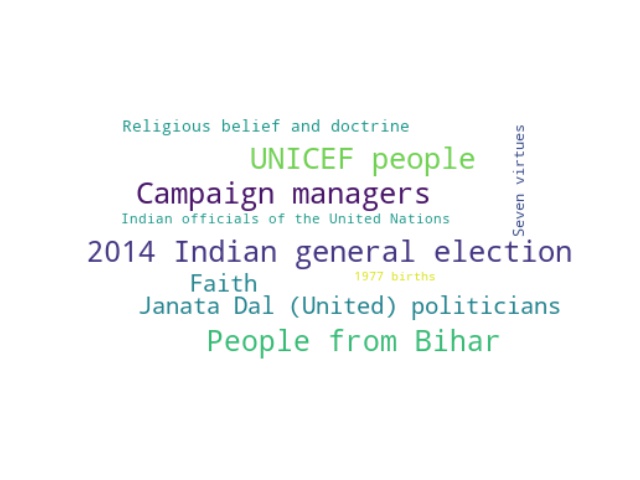 Religious belief and doctrine
Seven virtues
UNICEF people
Campaign managers
Indian officials of the United Nations
2014 Indian general election
1977 births
Faith
Janata Dal (United) politicians
People from Bihar